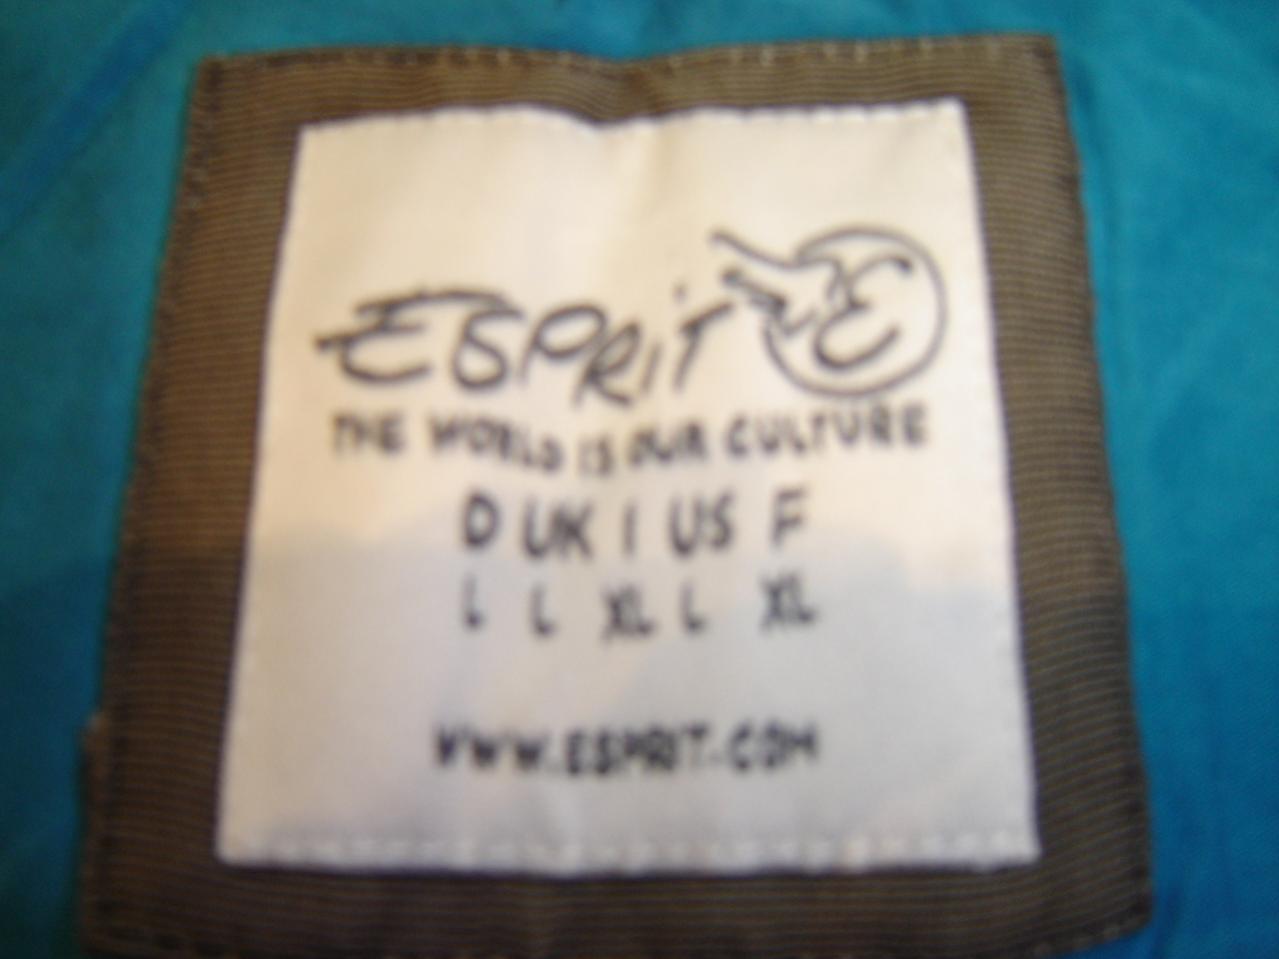 ESPRiT E
THE WORLD IS OUR CULTURE
D UK I US F
L L XL L XL
WWW.ESPRIT.COM